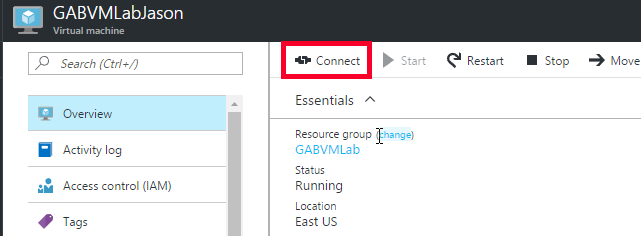 GABVMLabJason
Virtual machine
Search (Ctrl+/)
Overview
Activity log
Access control (IAM)
Tags
Connect Start Restart Stop Move
Essentials
Resource group (change)
GABVMLab
Status
Running
Location
East US